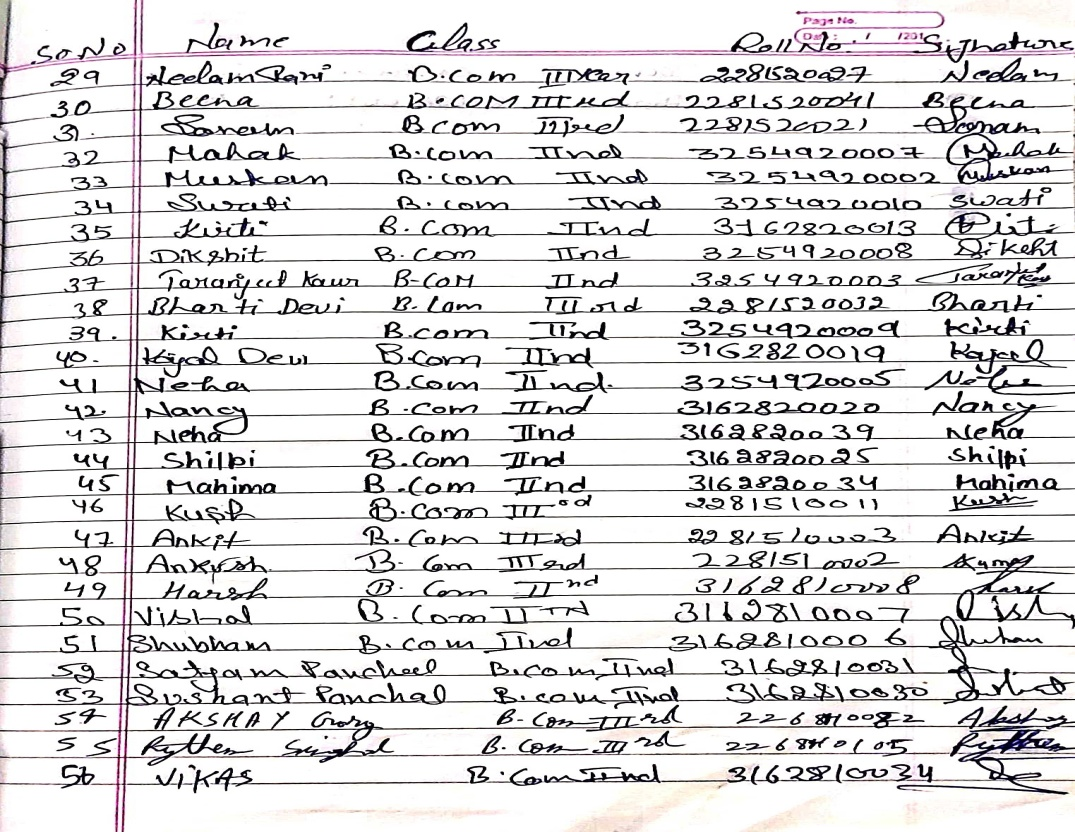 Page No.
Date: / /201
Sr.No Name Class Roll No. Signature
29 Neelam Rani B.com III Year 2281520027 Neelam
30 Beena B.COM IIIrd 2281520041 Beena
31. Sonam B.com IIIrd 2281520021 Sonam
32 Mahak B.com IInd 3254920007 Mahak
33 Muskan B.com IInd 3254920002 Muskan
34 Swati B.com IInd 3254920010 Swati
35 Kirti B.Com IInd 3162820013
36 Dikshit B.Com IInd 3254920008 Dikshit
37 Taranjeet Kaur B-COM IInd 3254920003 Taranjeet Kaur
38 Bharti Devi B.Com IIIrd 2281520032 Bharti
39. Kirti B.com IInd 3254920009 Kirti
40. Kajal Devi B.Com IInd 3162820019 Kajal
41 Neha B.Com IInd. 3254920005 Neha
42. Nancy B.Com IInd 3162820020 Nancy
43 Neha B.Com IInd 3162820039 Neha
44 Shilpi B.Com IInd 3162820025 Shilpi
45 Mahima B.Com IInd 3162820034 Mahima
46 Kush B.Com IIIrd 2281510011 Kush
47 Ankit B.Com IIIrd 2281510003 Ankit
48 Ankush B.Com IIIrd 2281510002
49 Harsh B.Com IInd 3162810008 Harsh
50 Vishal B.Com II 3162810007 Vish
51 Shubham B.com IInd 3162810006 Shubham
52 Satyam Pancheel B.com IInd 3162810031
53 Sushant Panchal B.com IInd 3162810030
54 AKSHAY Garg B-Com IIIrd Akshay
55 Singhal B.Com IIIrd
56 VIKAS B.Com IInd 3162810034